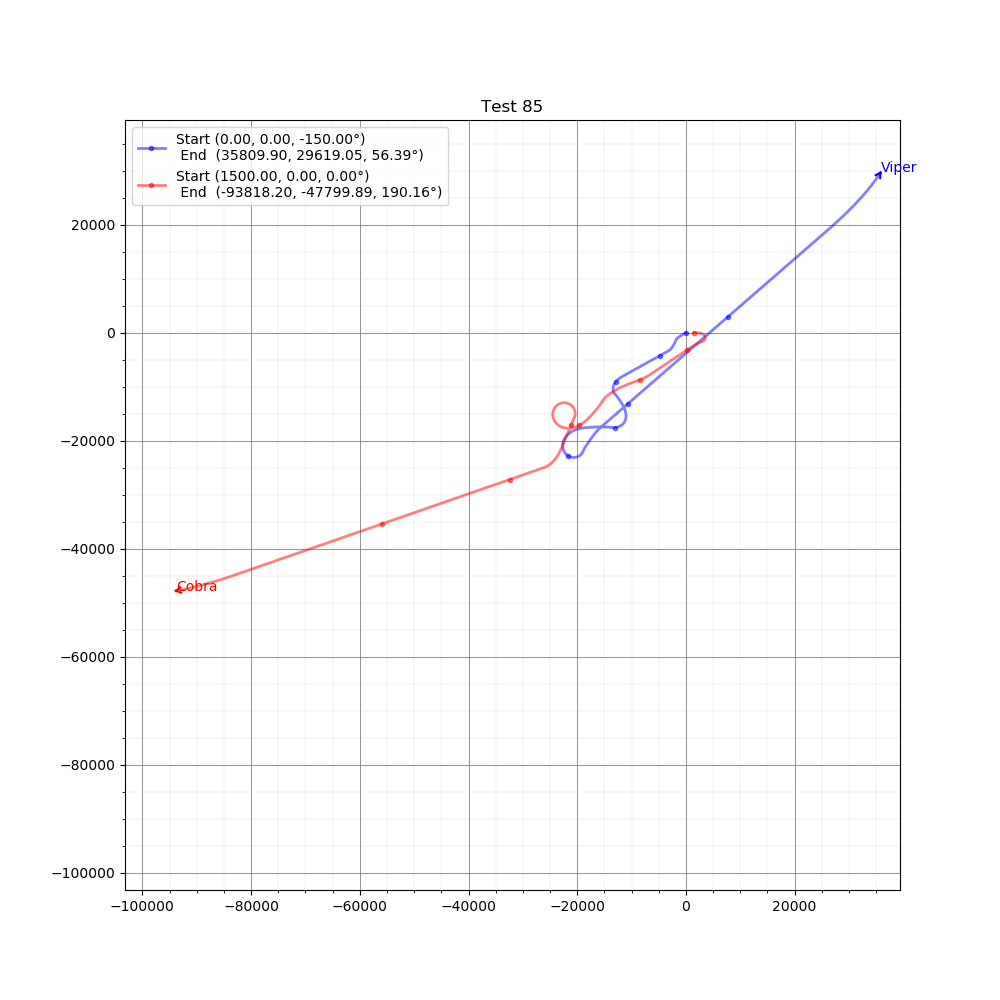 Test 85
Start (0.00, 0.00, -150.00°)
End  (35809.90, 29619.05, 56.39°)
Start (1500.00, 0.00, 0.00°)
End  (-93818.20, -47799.89, 190.16°)
Viper
Cobra
20000
0
−20000
−40000
−60000
−80000
−100000
−100000
−80000
−60000
−40000
−20000
0
20000